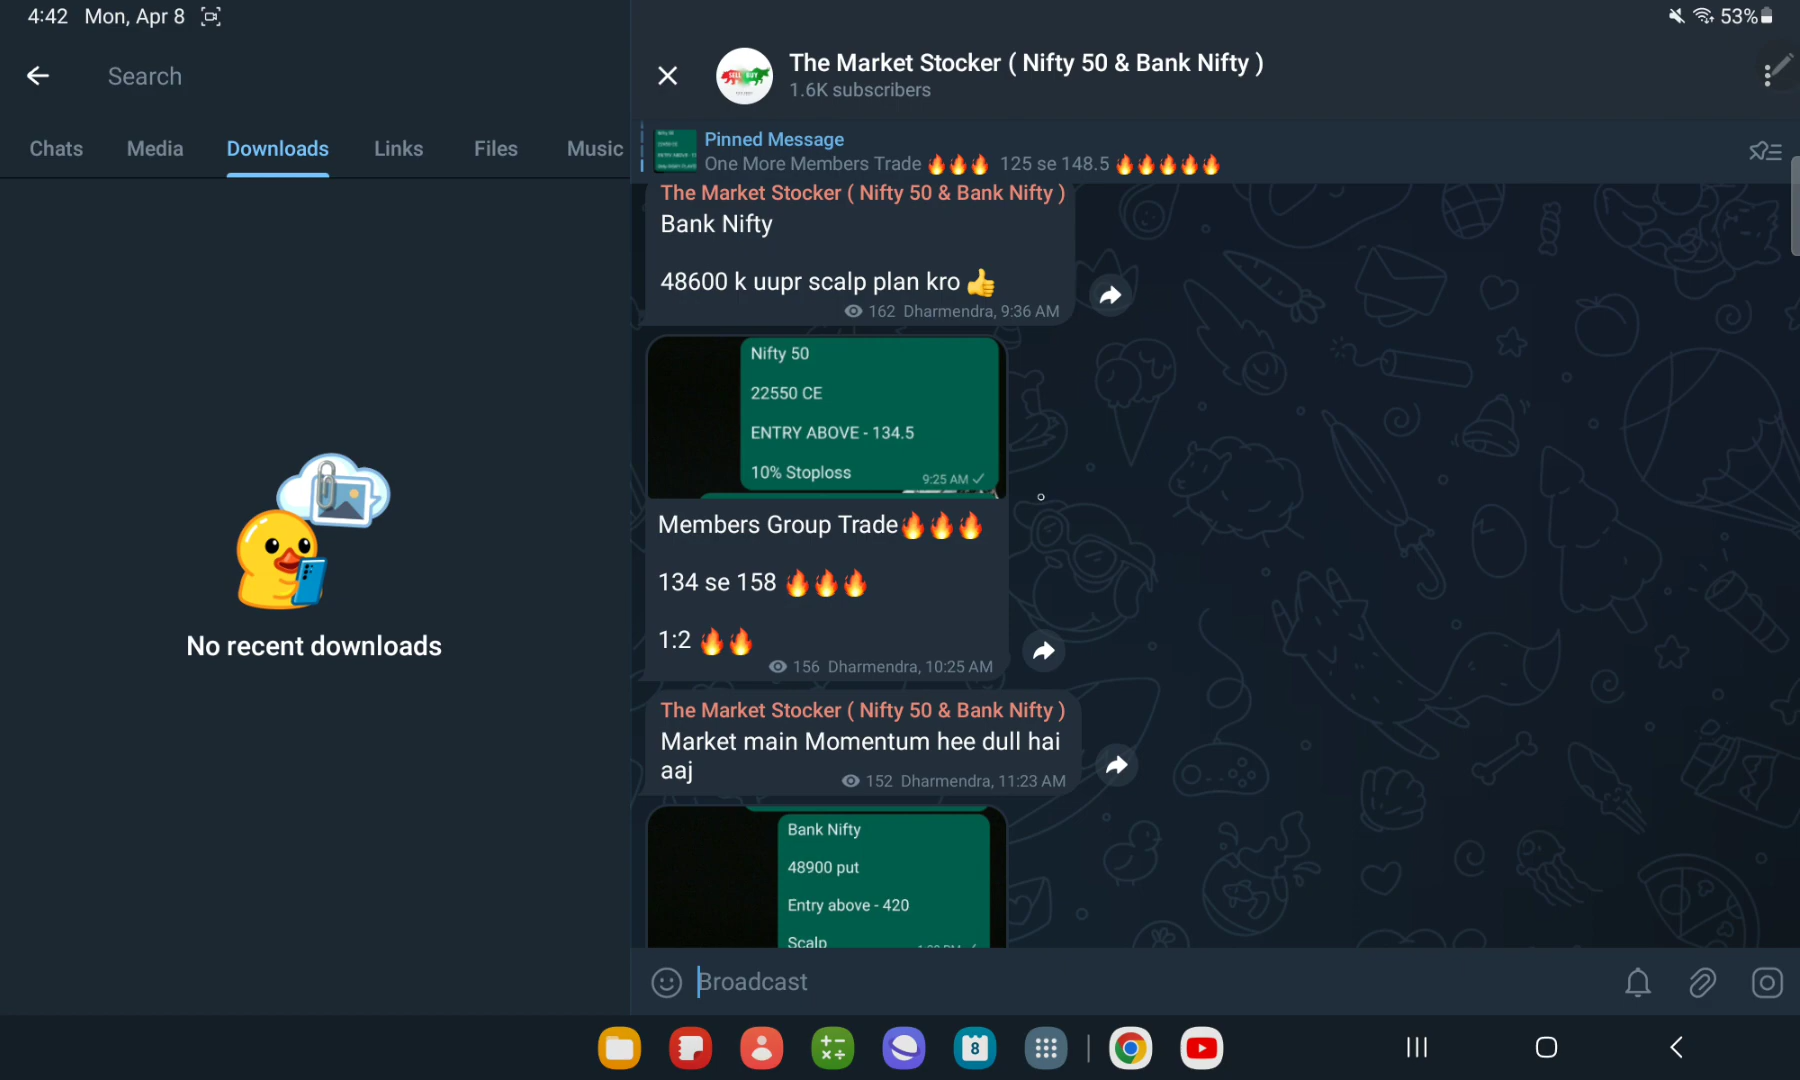 4:42 Mon, Apr 8
53%
Search
Chats Media Downloads Links Files Music
No recent downloads
The Market Stocker ( Nifty 50 & Bank Nifty )
1.6K subscribers
Pinned Message
One More Members Trade 🔥🔥🔥 125 se 148.5 🔥🔥🔥🔥🔥
The Market Stocker ( Nifty 50 & Bank Nifty )
Bank Nifty
48600 k uupr scalp plan kro 👍
162 Dharmendra, 9:36 AM
Nifty 50
22550 CE
ENTRY ABOVE - 134.5
10% Stoploss
9:25 AM
Members Group Trade🔥🔥🔥
134 se 158 🔥🔥🔥
1:2 🔥🔥
156 Dharmendra, 10:25 AM
The Market Stocker ( Nifty 50 & Bank Nifty )
Market main Momentum hee dull hai
aaj
152 Dharmendra, 11:23 AM
Bank Nifty
48900 put
Entry above - 420
Scalp
Broadcast
8